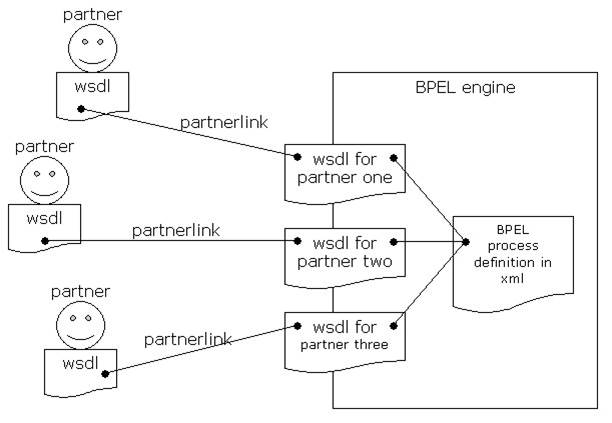 partner
wsdl
partnerlink
BPEL engine
wsdl for
partner one
partner
wsdl
partnerlink
wsdl for
partner two
BPEL
process
definition in
xml
partner
wsdl
partnerlink
wsdl for
partner three